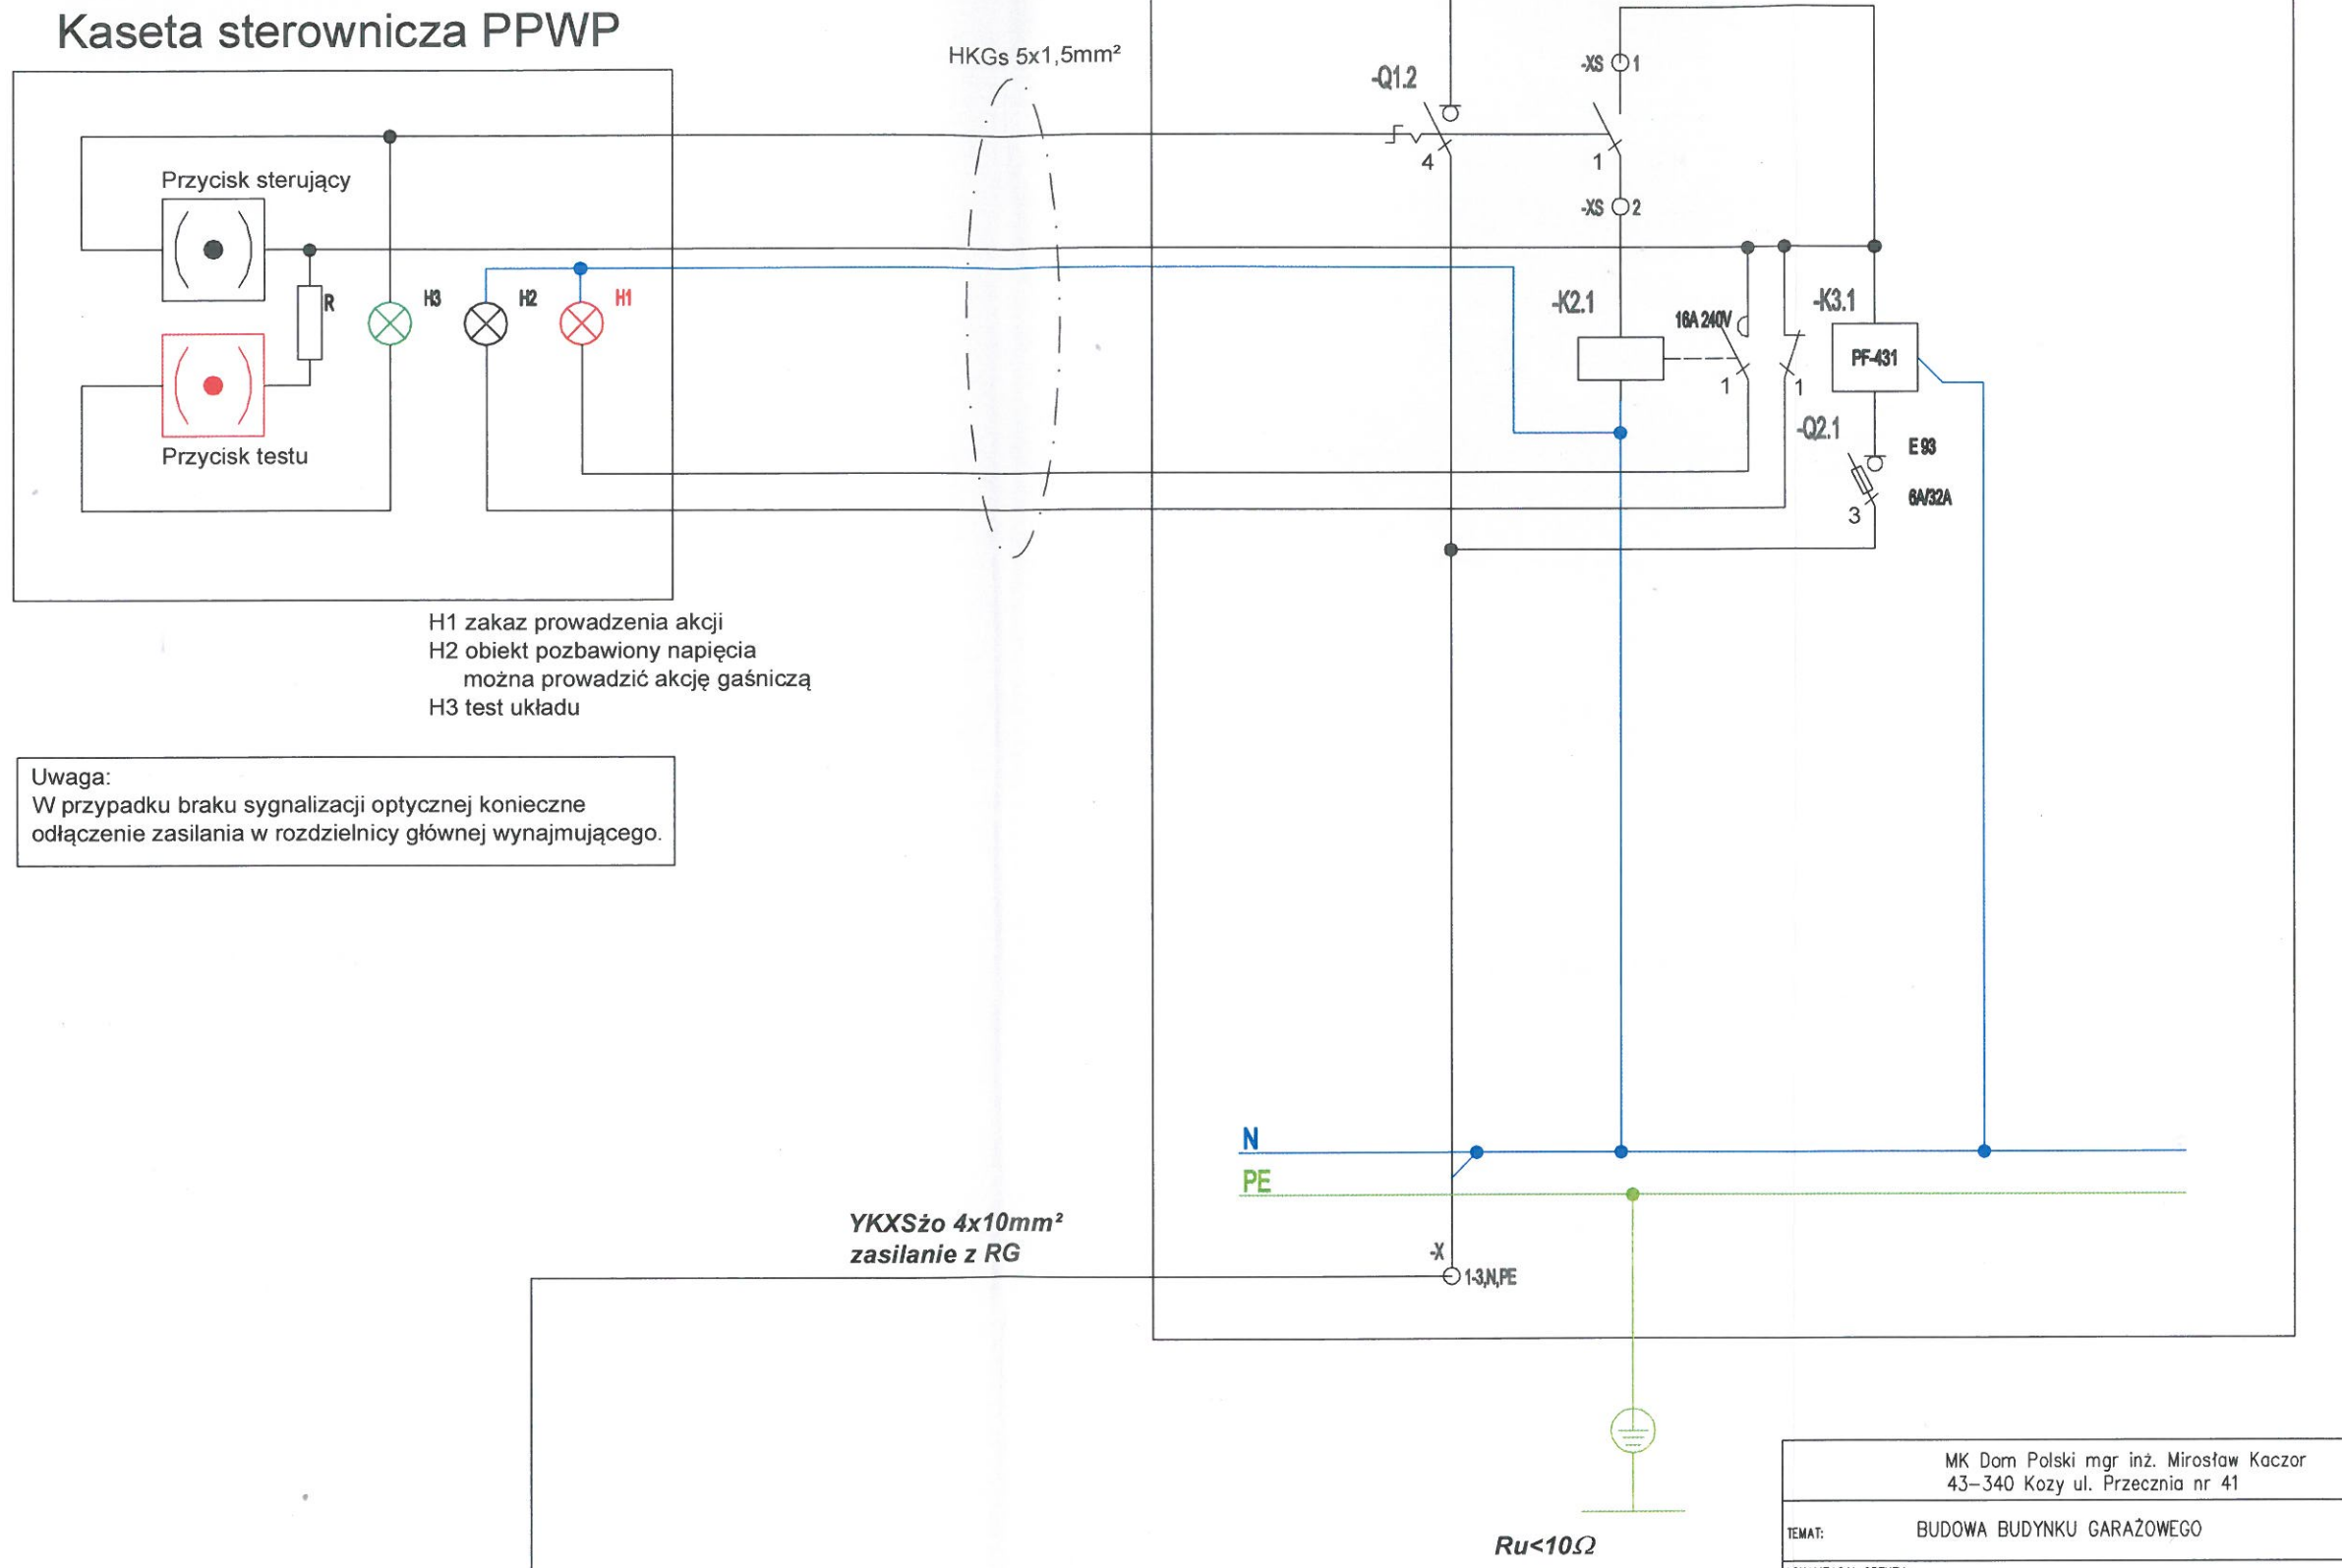 Kaseta sterownicza PPWP
HKGs 5x1,5mm²
-Q1.2
4
-XS 1
1
-XS 2
Przycisk sterujący
R
H3
H2
H1
Przycisk testu
-K2.1
16A 240V
1
1
-K3.1
PF-431
-Q2.1
E 93
6A/32A
3
H1 zakaz prowadzenia akcji
H2 obiekt pozbawiony napięcia
można prowadzić akcję gaśniczą
H3 test układu
Uwaga:
W przypadku braku sygnalizacji optycznej konieczne
odłączenie zasilania w rozdzielnicy głównej wynajmującego.
N
PE
YKXSżo 4x10mm²
zasilanie z RG
-X
1-3,N,PE
Ru<10Ω
MK Dom Polski mgr inż. Mirosław Kaczor
43-340 Kozy ul. Przecznia nr 41
TEMAT: BUDOWA BUDYNKU GARAŻOWEGO